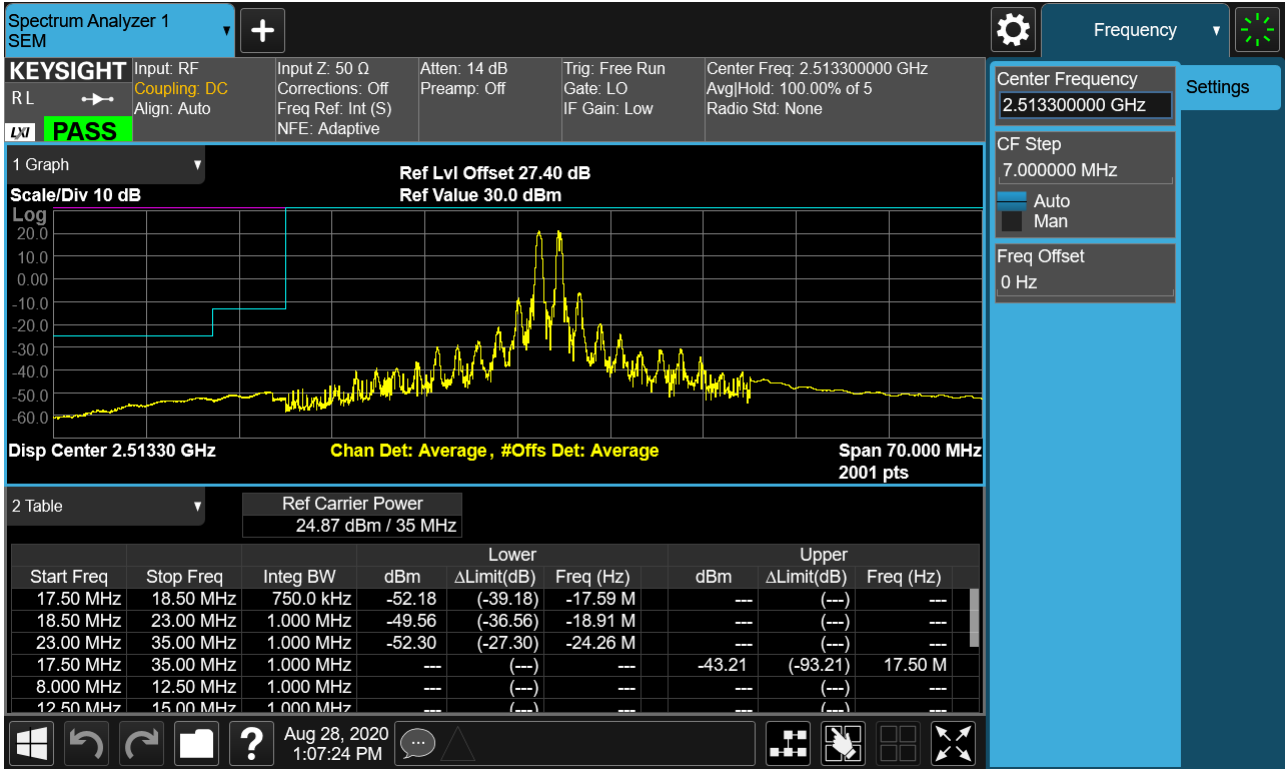 Spectrum Analyzer 1
SEM
Frequency
KEYSIGHT
R L
LXI PASS
Input: RF
Coupling: DC
Align: Auto
Input Z: 50 Ω
Corrections: Off
Freq Ref: Int (S)
NFE: Adaptive
Atten: 14 dB
Preamp: Off
Trig: Free Run
Gate: LO
IF Gain: Low
Center Freq: 2.513300000 GHz
Avg|Hold: 100.00% of 5
Radio Std: None
Center Frequency
2.513300000 GHz
Settings
CF Step
7.000000 MHz
Auto
Man
Freq Offset
0 Hz
1 Graph
Scale/Div 10 dB
Ref Lvl Offset 27.40 dB
Ref Value 30.0 dBm
Log
20.0
10.0
0.00
-10.0
-20.0
-30.0
-40.0
-50.0
-60.0
Disp Center 2.51330 GHz
Chan Det: Average , #Offs Det: Average
Span 70.000 MHz
2001 pts
2 Table
Ref Carrier Power
24.87 dBm / 35 MHz
Lower Upper
Start Freq Stop Freq Integ BW dBm ΔLimit(dB) Freq (Hz) dBm ΔLimit(dB) Freq (Hz)
17.50 MHz 18.50 MHz 750.0 kHz -52.18 (-39.18) -17.59 M --- (---) ---
18.50 MHz 23.00 MHz 1.000 MHz -49.56 (-36.56) -18.91 M --- (---) ---
23.00 MHz 35.00 MHz 1.000 MHz -52.30 (-27.30) -24.26 M --- (---) ---
17.50 MHz 35.00 MHz 1.000 MHz --- (---) --- -43.21 (-93.21) 17.50 M
8.000 MHz 12.50 MHz 1.000 MHz --- (---) --- --- (---) ---
12.50 MHz 15.00 MHz 1.000 MHz --- (---) --- --- (---) ---
Aug 28, 2020
1:07:24 PM